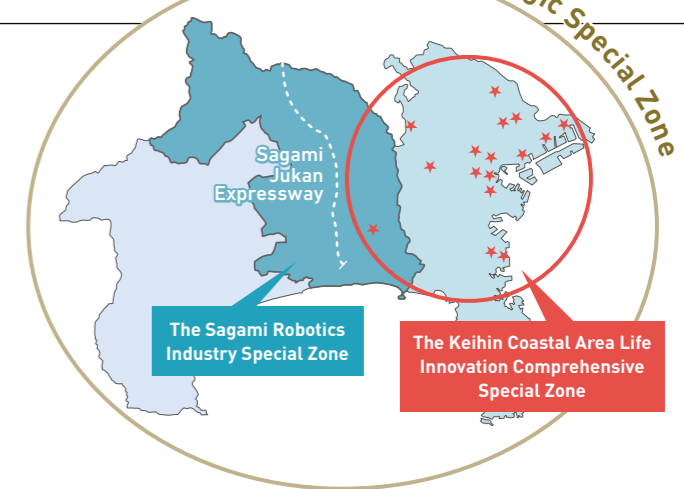 ic Special Zone
Sagami
Jukan
Expressway
The Sagami Robotics
Industry Special Zone
The Keihin Coastal Area Life
Innovation Comprehensive
Special Zone